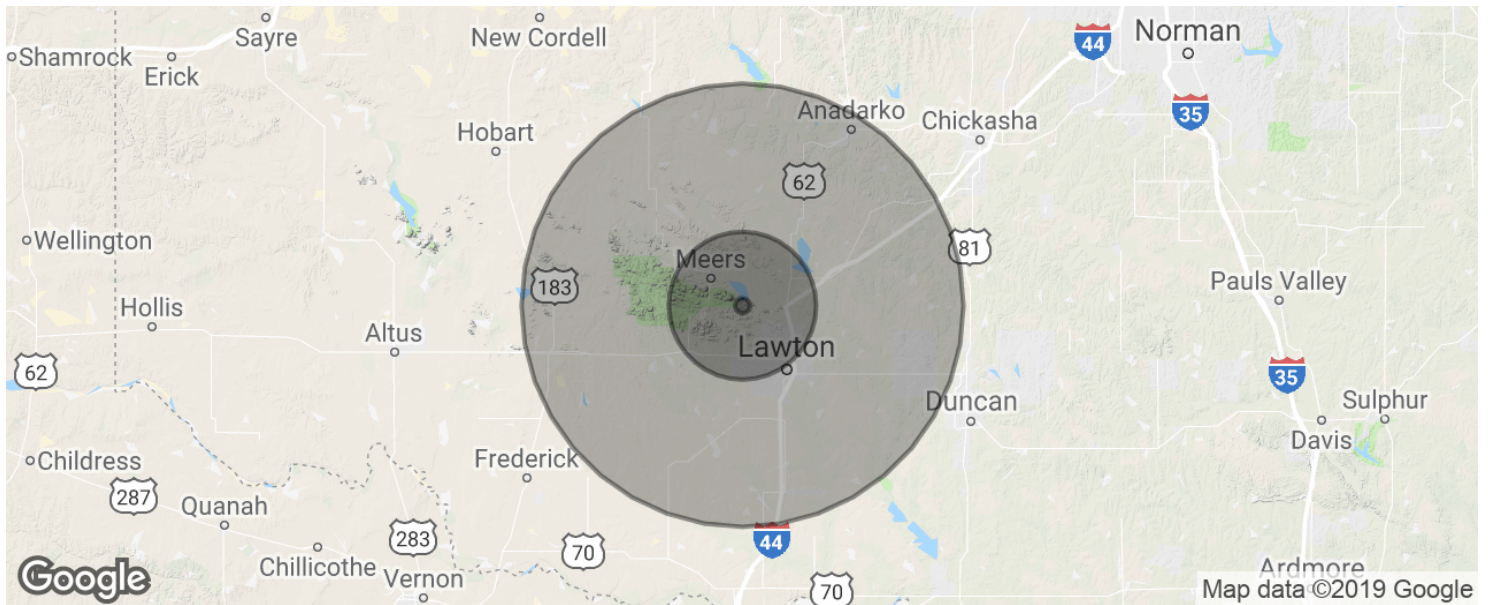 Shamrock
Sayre
Erick
New Cordell
44
Norman
35
Hobart
Anadarko
Chickasha
62
Wellington
Meers
81
183
Pauls Valley
Hollis
Altus
Lawton
62
35
Duncan
Sulphur
Davis
Childress
Frederick
287
Quanah
283
70
44
Chillicothe
Vernon
70
Ardmore
Google
Map data ©2019 Google